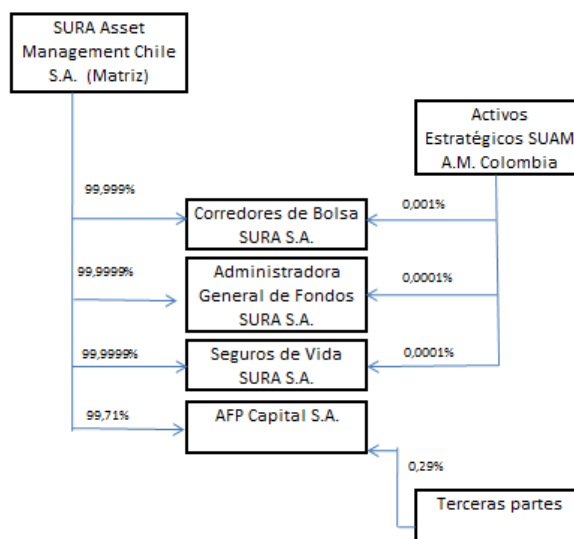 SURA Asset
Management Chile
S.A. (Matriz)
Activos
Estratégicos SUAM
A.M. Colombia
99,999%
Corredores de Bolsa
SURA S.A.
0,001%
99,9999%
Administradora
General de Fondos
SURA S.A.
0,0001%
99,9999%
Seguros de Vida
SURA S.A.
0,0001%
99,71%
AFP Capital S.A.
0,29%
Terceras partes